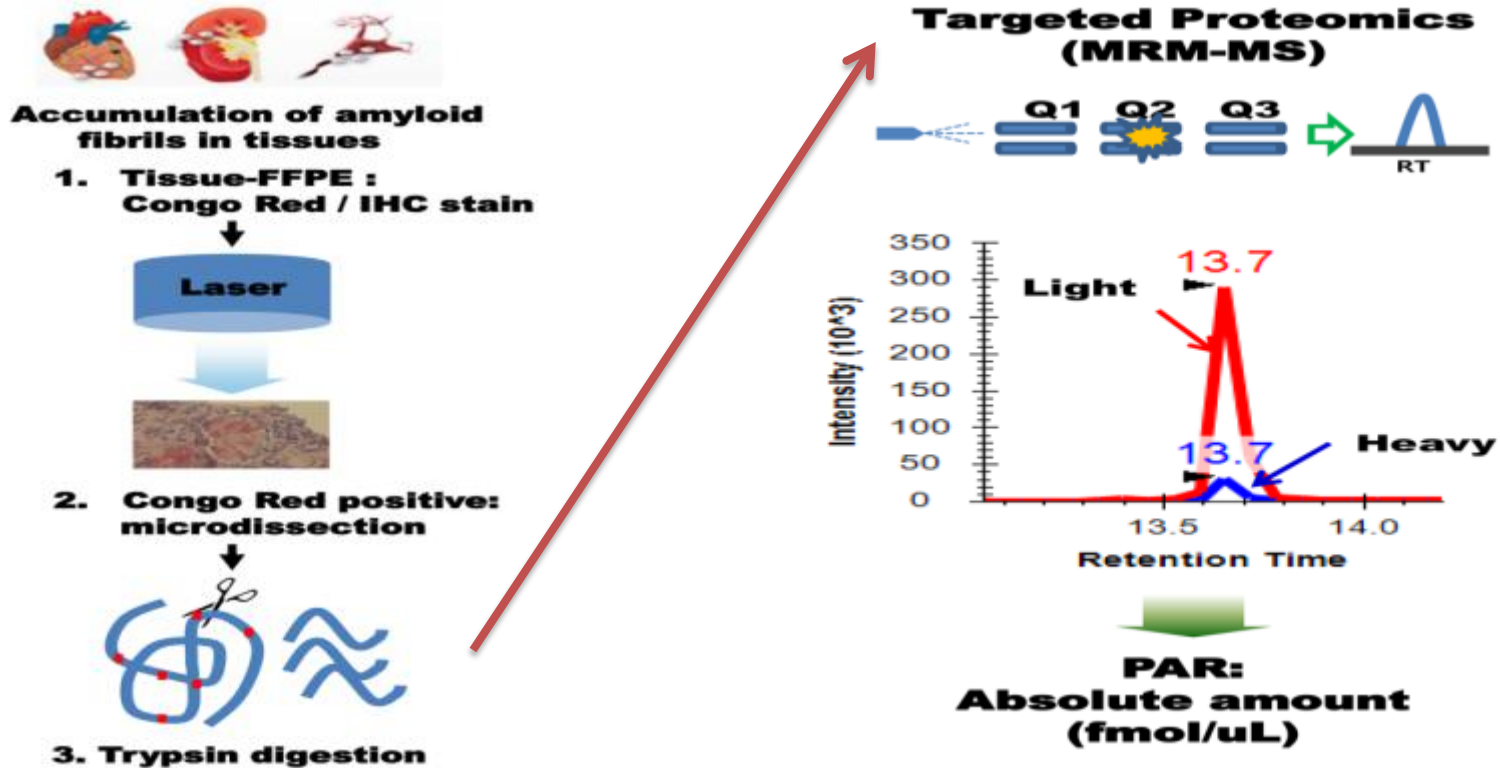 Accumulation of amyloid
fibrils in tissues
1. Tissue-FFPE :
Congo Red / IHC stain
Laser
2. Congo Red positive:
microdissection
3. Trypsin digestion
Targeted Proteomics
(MRM-MS)
Q1 Q2 Q3
RT
Intensity (10^3)
350
300
250
200
150
100
50
0
13.7
Light
13.7
Heavy
13.5 14.0
Retention Time
PAR:
Absolute amount
(fmol/uL)